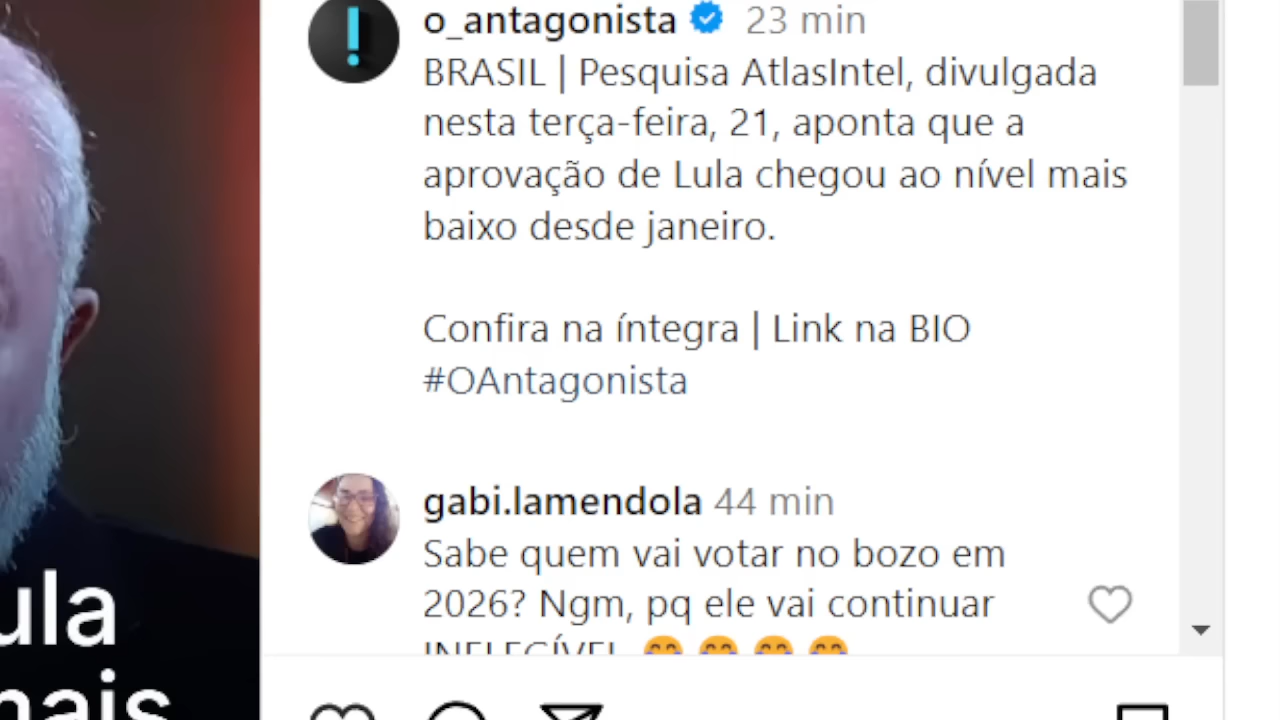 o_antagonista 23 min
BRASIL | Pesquisa AtlasIntel, divulgada
nesta terça-feira, 21, aponta que a
aprovação de Lula chegou ao nível mais
baixo desde janeiro.
Confira na íntegra | Link na BIO
#OAntagonista
gabi.lamendola 44 min
Sabe quem vai votar no bozo em
2026? Ngm, pq ele vai continuar
INELEGÍVEL 😊😊😊😊
ula
mais